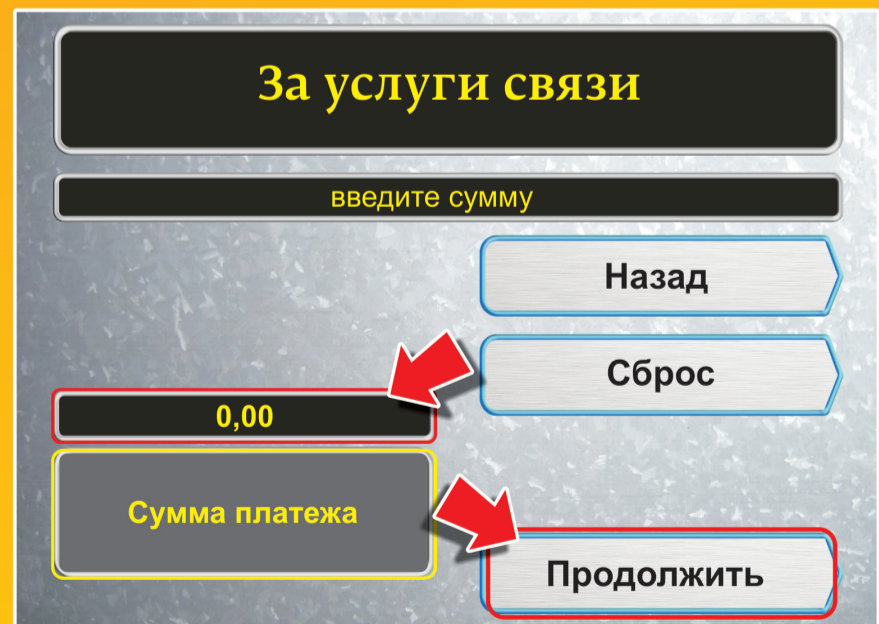 За услуги связи
введите сумму
Назад
Сброс
0,00
Сумма платежа
Продолжить